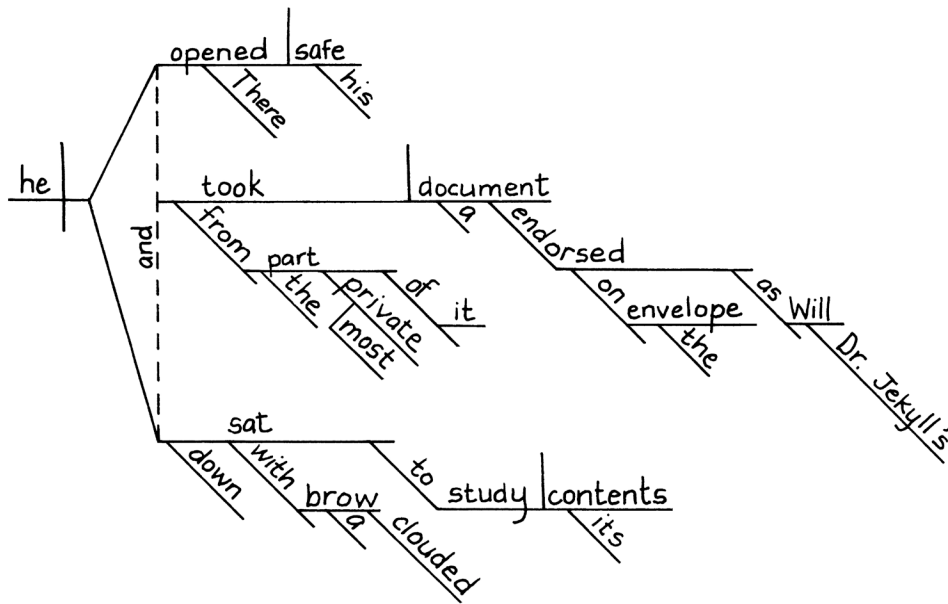 opened safe
There his
he
took document
a endorsed
and
from part
the private
most
of it
on envelope
the
as Will
Dr. Jekyll's
sat
down with
brow
a clouded
to study contents
its